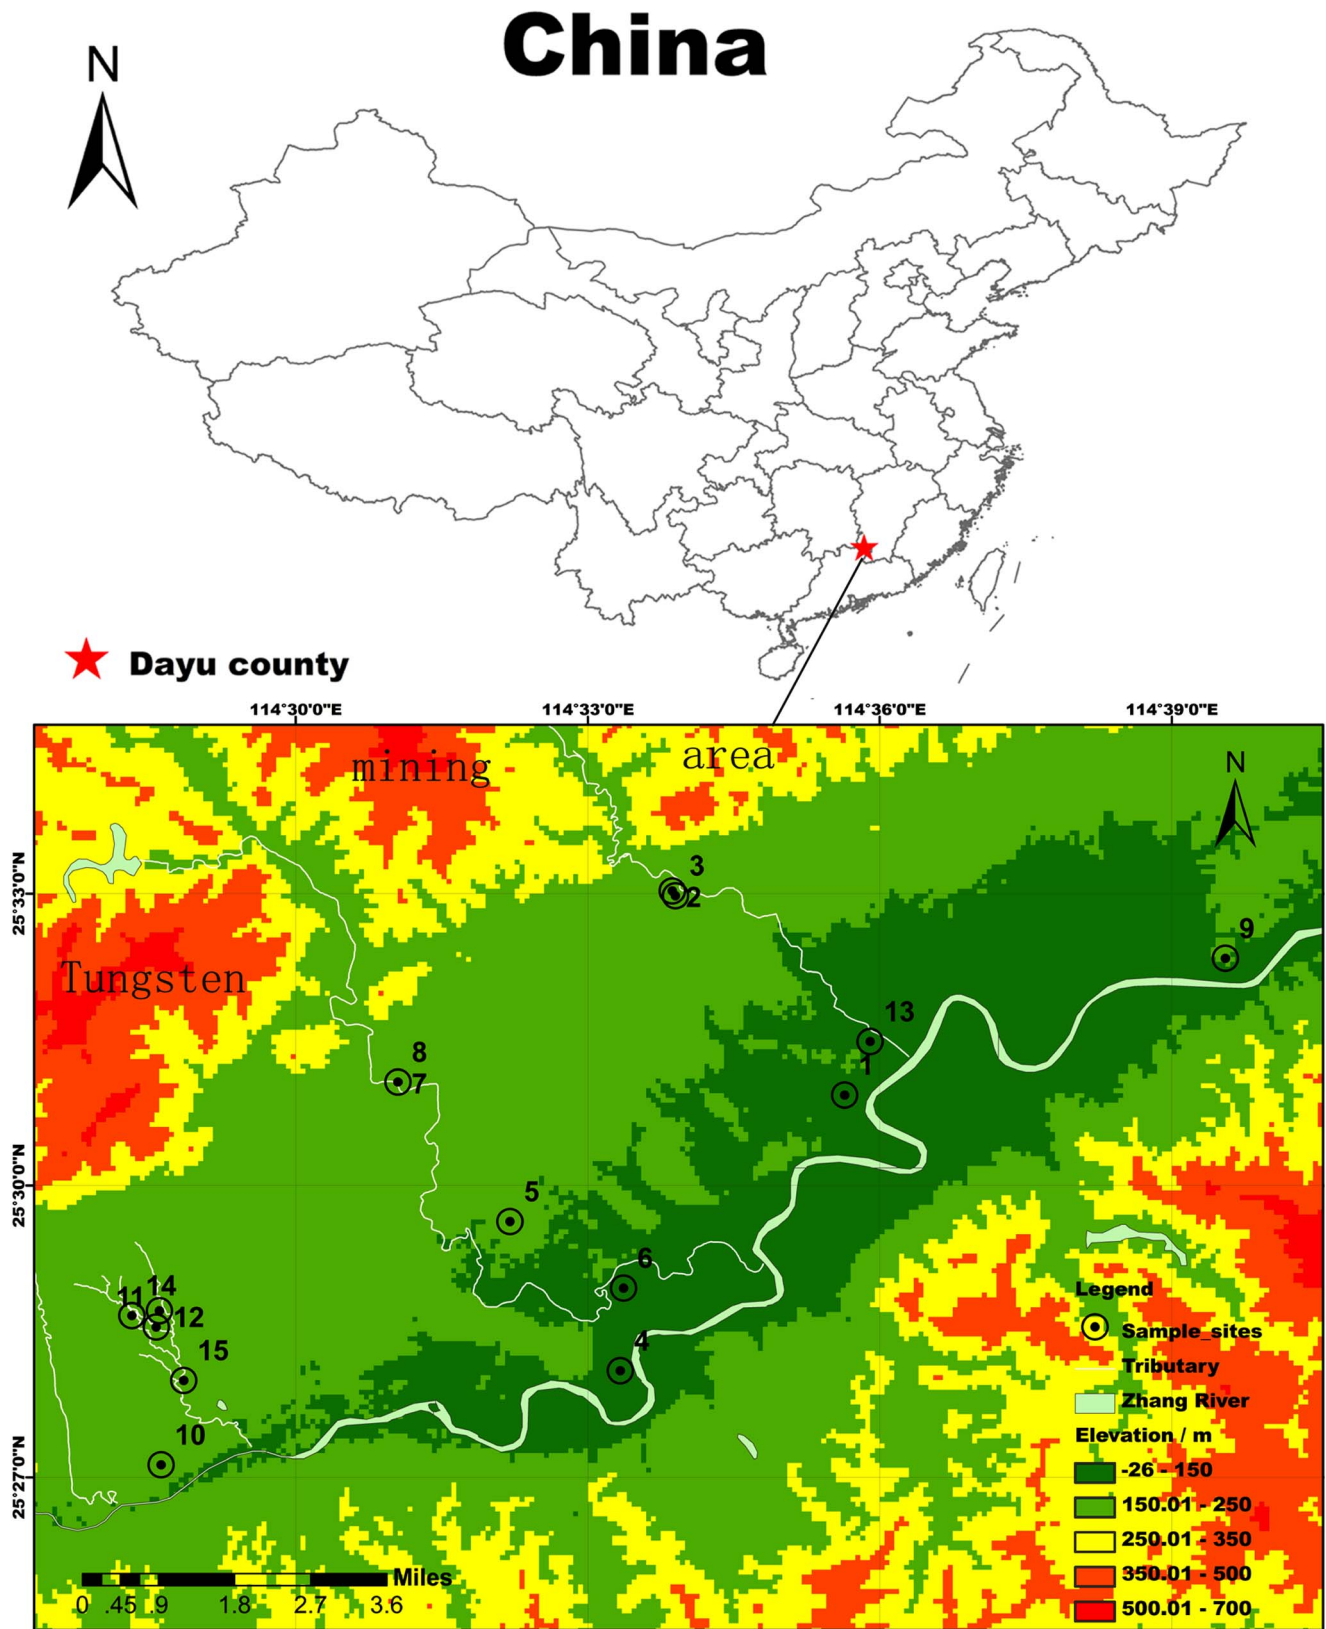 China
N
Dayu county
114°30'0"E 114°33'0"E 114°36'0"E 114°39'0"E
mining area
N
25°33'0"N
3
2
9
Tungsten
13
8
1
7
25°30'0"N
5
6
14
11
12
4
15
10
25°27'0"N
Legend
Sample_sites
Tributary
Zhang River
Elevation / m
-26 - 150
150.01 - 250
250.01 - 350
350.01 - 500
500.01 - 700
Miles
0 .45 .9 1.8 2.7 3.6